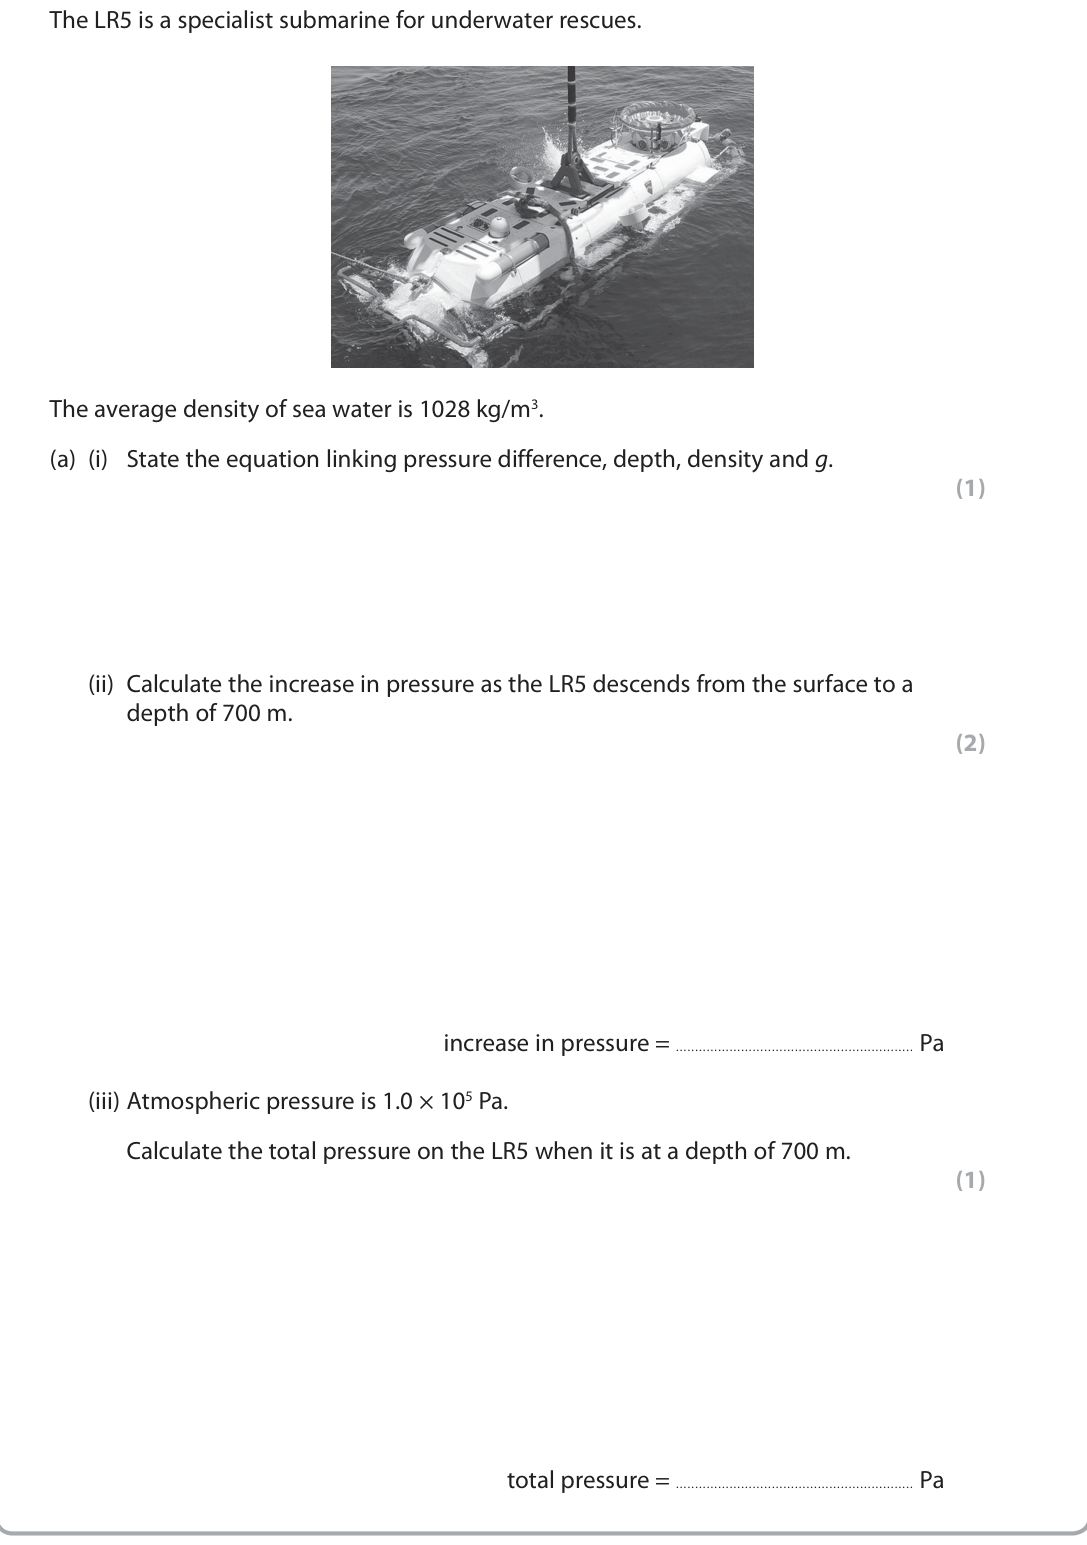 The LR5 is a specialist submarine for underwater rescues.
The average density of sea water is 1028 kg/m³.
(a) (i) State the equation linking pressure difference, depth, density and g.
(1)
(ii) Calculate the increase in pressure as the LR5 descends from the surface to a
depth of 700 m.
(2)
increase in pressure = ............................................................. Pa
(iii) Atmospheric pressure is 1.0 × 10⁵ Pa.
Calculate the total pressure on the LR5 when it is at a depth of 700 m.
(1)
total pressure = ............................................................. Pa